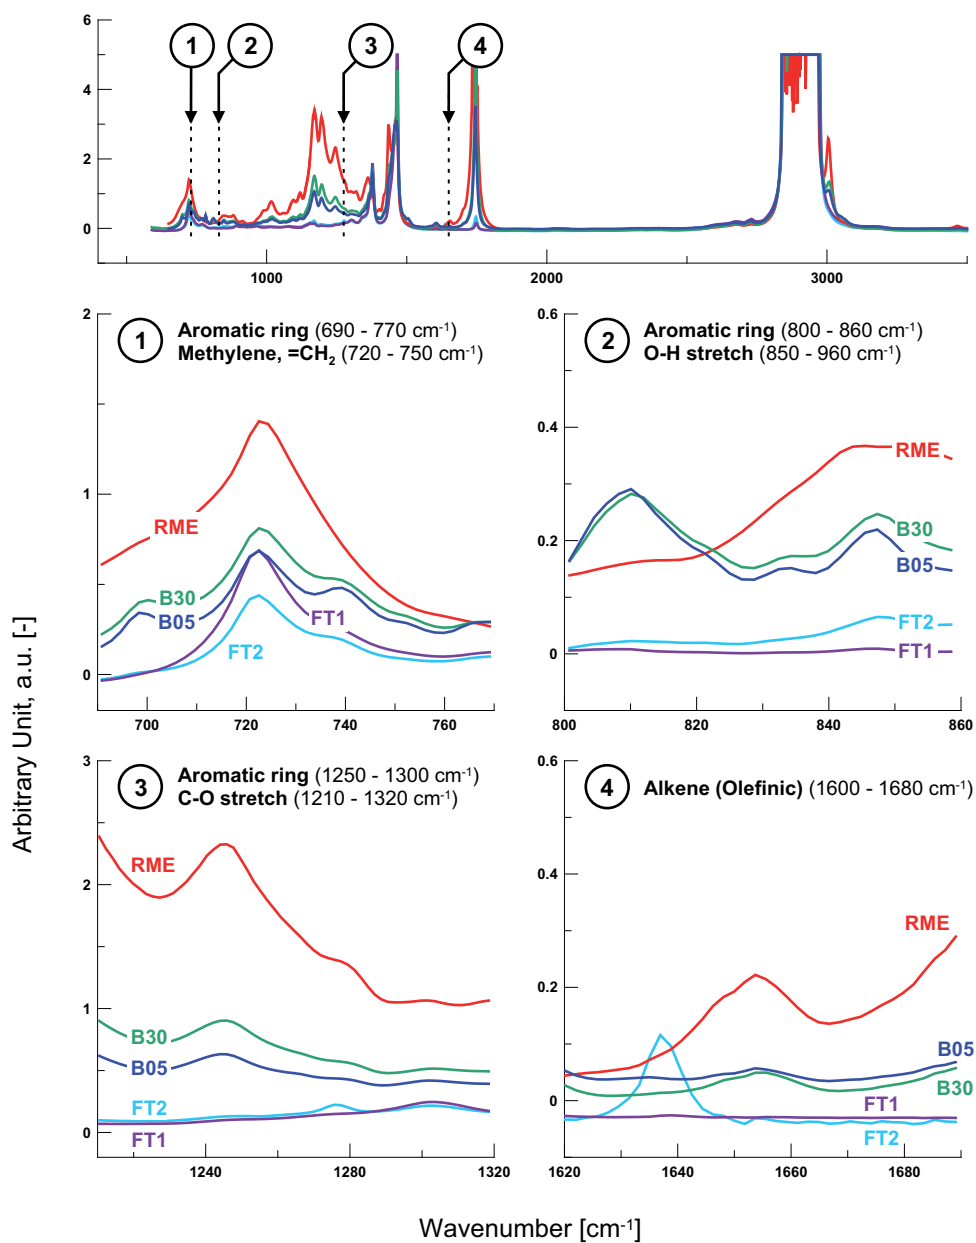 6
4
2
0
1
2
3
4
1000
2000
3000
Arbitrary Unit, a.u. [-]
2
1
0
1
Aromatic ring (690 - 770 cm⁻¹)
Methylene, =CH₂ (720 - 750 cm⁻¹)
RME
B30
B05
FT1
FT2
700
720
740
760
0.6
0.4
0.2
0
2
Aromatic ring (800 - 860 cm⁻¹)
O-H stretch (850 - 960 cm⁻¹)
RME
B30
B05
FT2
FT1
800
820
840
860
3
2
1
0
3
Aromatic ring (1250 - 1300 cm⁻¹)
C-O stretch (1210 - 1320 cm⁻¹)
RME
B30
B05
FT2
FT1
1240
1280
1320
0.6
0.4
0.2
0
4
Alkene (Olefinic) (1600 - 1680 cm⁻¹)
RME
B05
B30
FT1
FT2
1620
1640
1660
1680
Wavenumber [cm⁻¹]